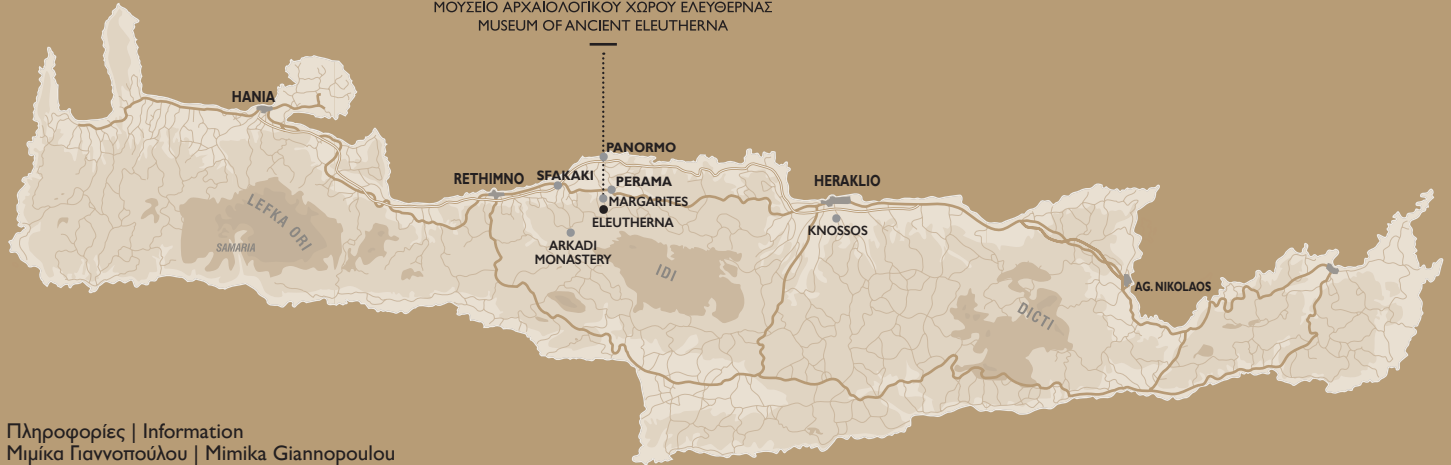 ΜΟΥΣΕΙΟ ΑΡΧΑΙΟΛΟΓΙΚΟΥ ΧΩΡΟΥ ΕΛΕΥΘΕΡΝΑΣ
MUSEUM OF ANCIENT ELEUTHERNA
HANIA
PANORMO
RETHIMNO
SFAKAKI
PERAMA
HERAKLIO
MARGARITES
ELEUTHERNA
KNOSSOS
LEFKA ORI
SAMARIA
ARKADI
MONASTERY
IDI
AG. NIKOLAOS
DICTI
Πληροφορίες | Information
Μιμίκα Γιαννοπούλου | Mimika Giannopoulou